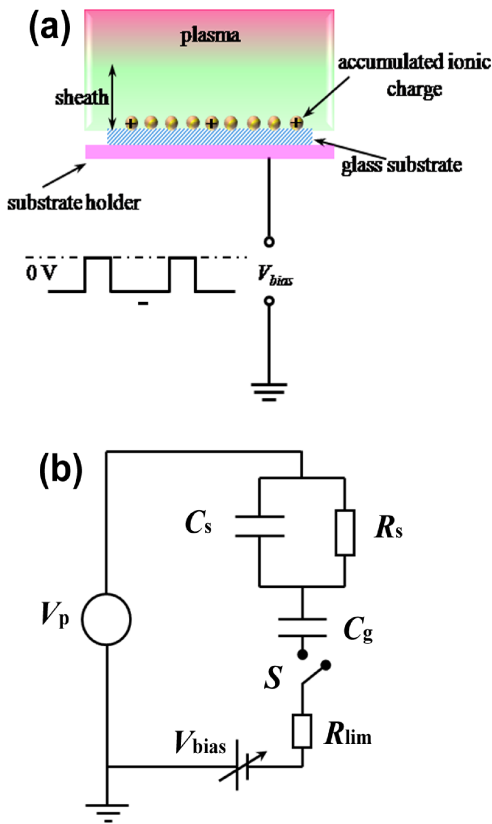 (a)
plasma
accumulated ionic
charge
sheath
glass substrate
substrate holder
0 V
Vbias
-
(b)
Cs
Rs
Vp
Cg
S
Rlim
Vbias